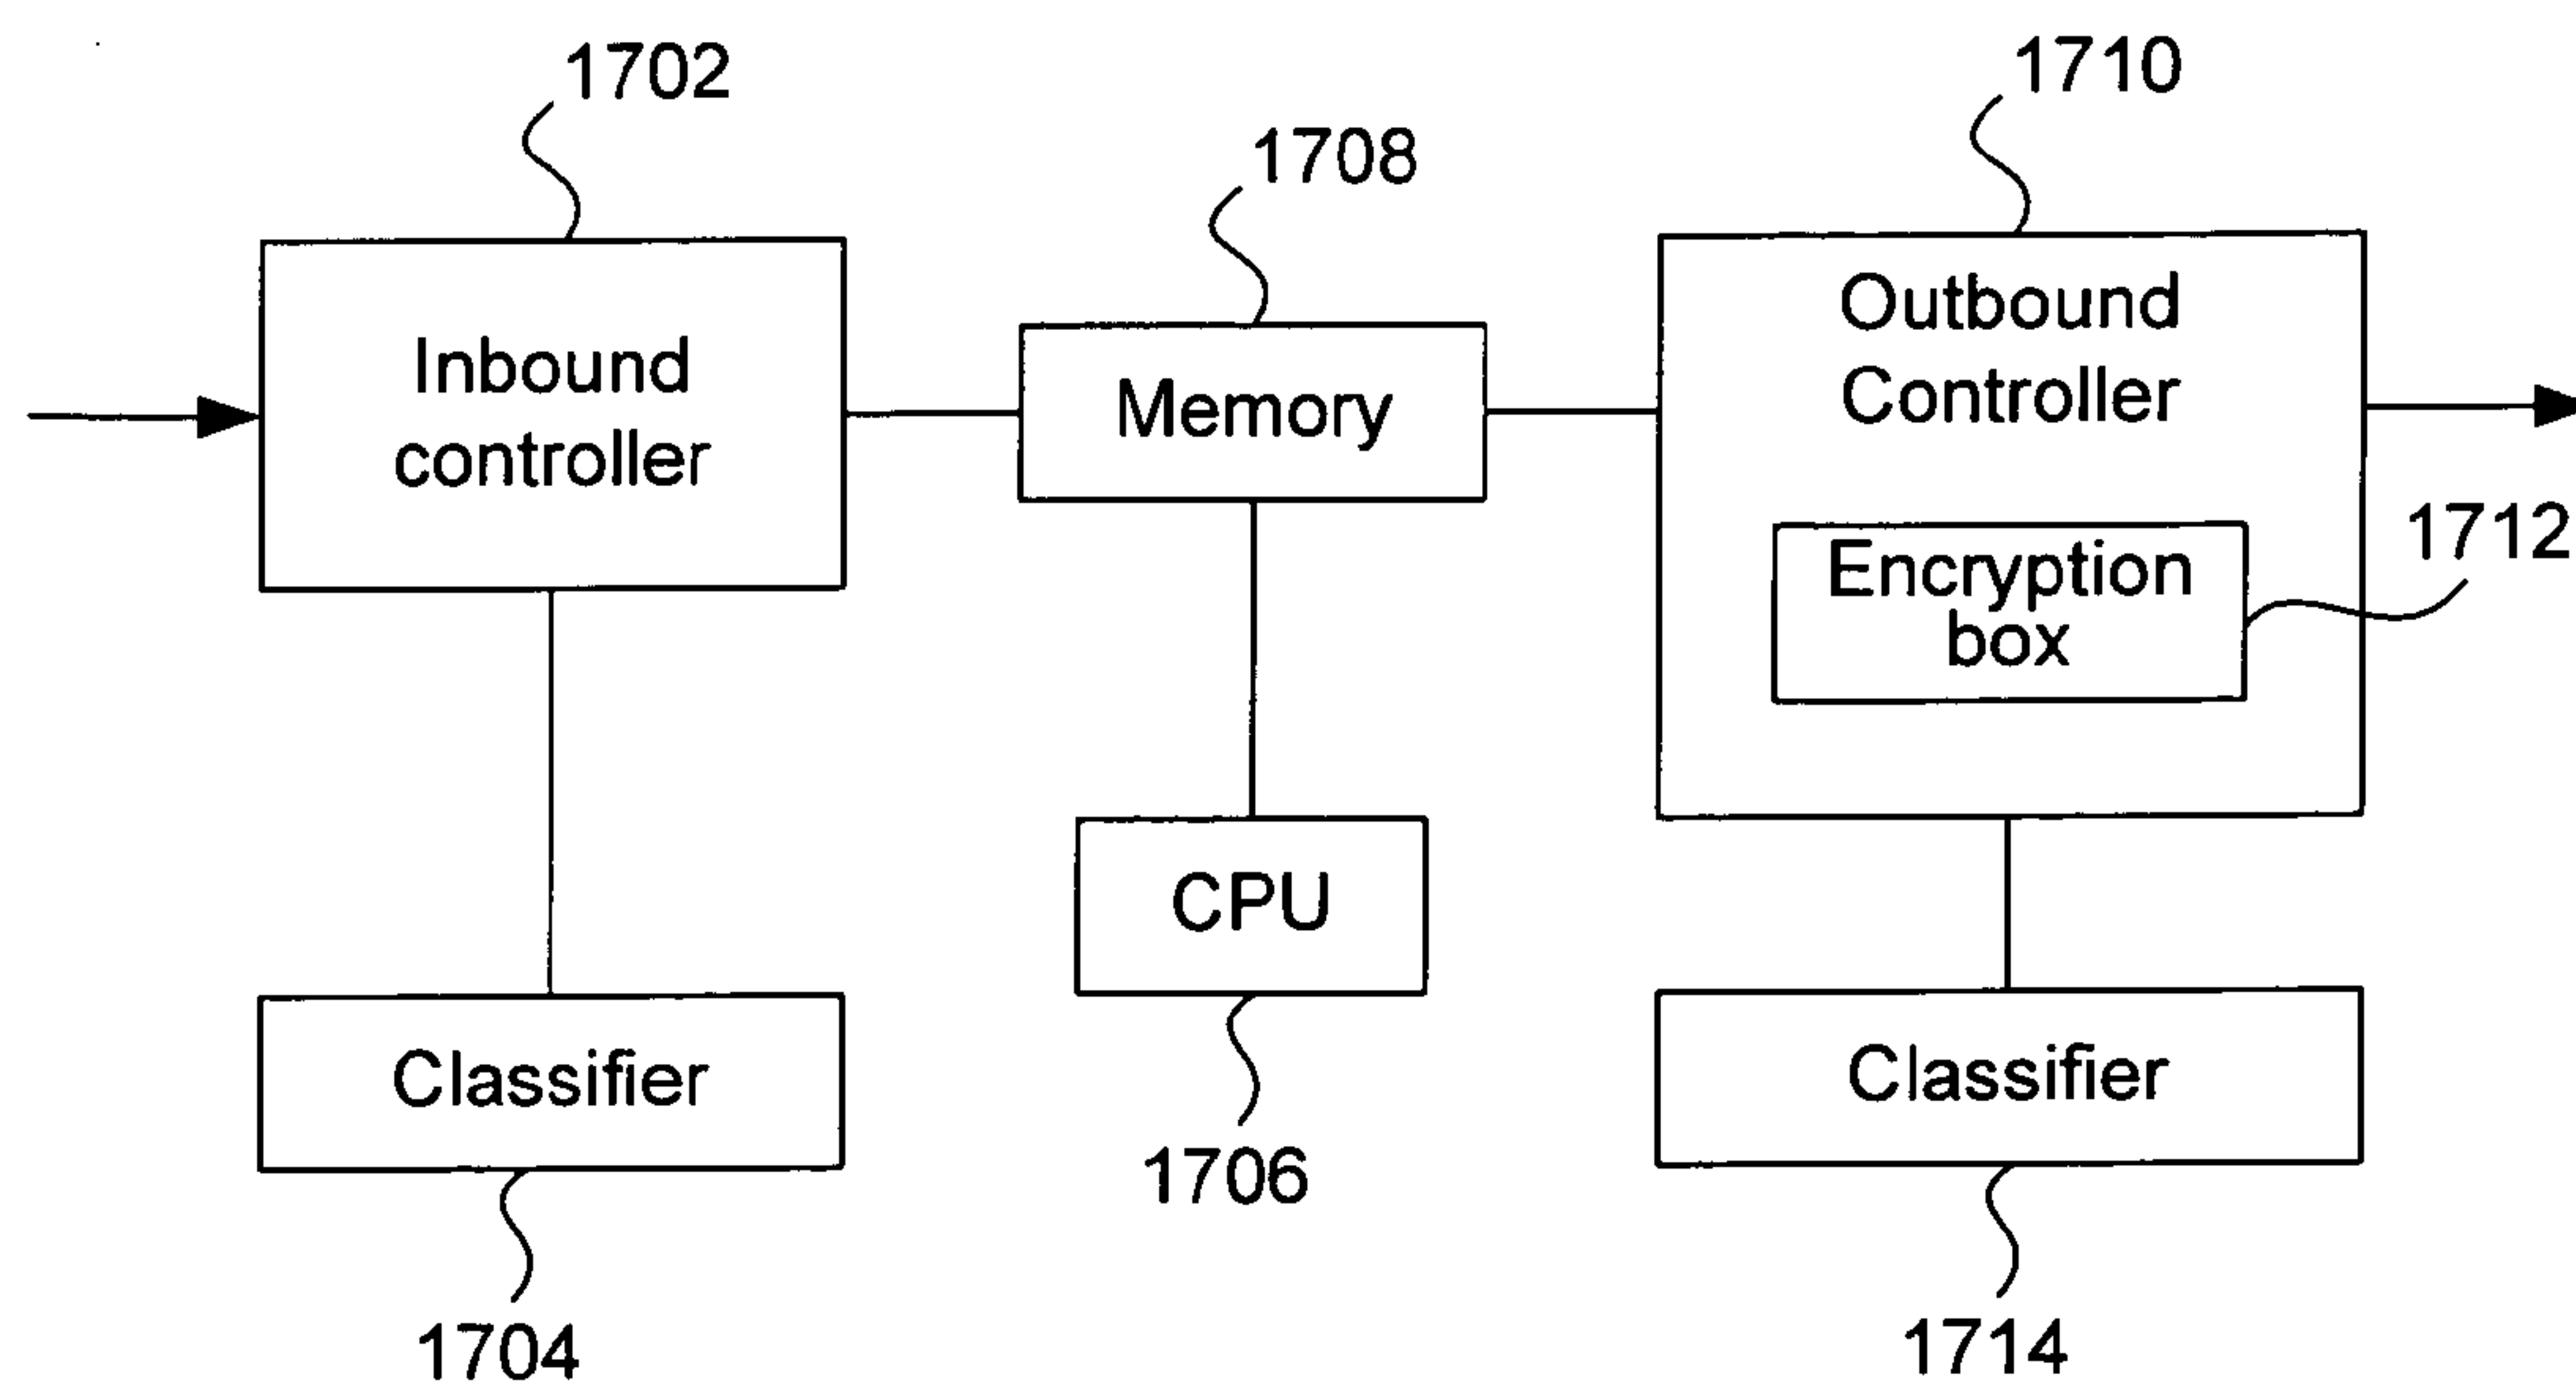 1702
1710
1708
Inbound
controller
Memory
Outbound
Controller
Encryption
box
1712
CPU
Classifier
Classifier
1706
1704
1714